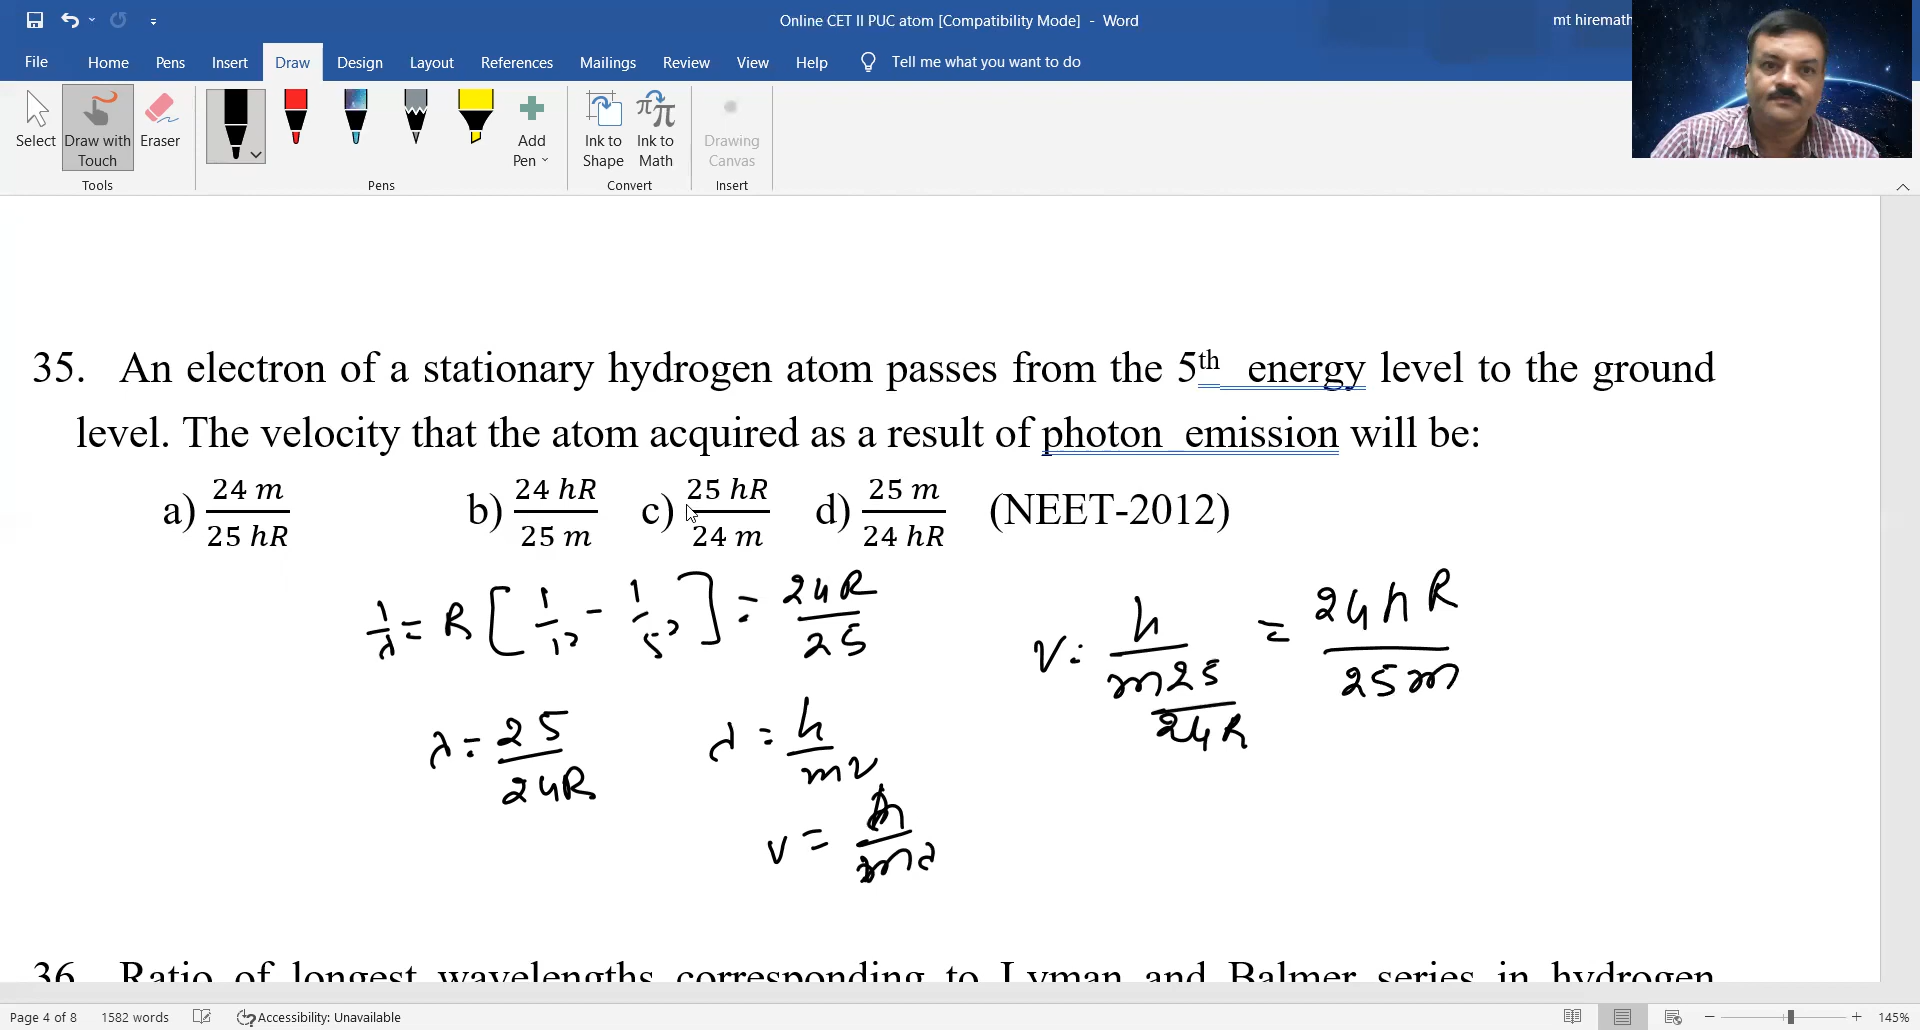 Online CET II PUC atom [Compatibility Mode] - Word
mt hiremath
File Home Pens Insert Draw Design Layout References Mailings Review View Help Tell me what you want to do
Select Draw with Touch Eraser Add Pen Ink to Shape Ink to Math Drawing Canvas
Tools Pens Convert Insert
35. An electron of a stationary hydrogen atom passes from the 5th energy level to the ground
level. The velocity that the atom acquired as a result of photon emission will be:
a) 24 m / 25 hR b) 24 hR / 25 m c) 25 hR / 24 m d) 25 m / 24 hR (NEET-2012)
1/λ = R [1/1² - 1/5²] = 24R/25
λ = 25/24R
λ = h/mv
v = h/mλ
V = h / m 25/24R = 24hR / 25m
36. Ratio of longest wavelengths corresponding to Lyman and Balmer series in hydrogen
Page 4 of 8 1582 words Accessibility: Unavailable 145%